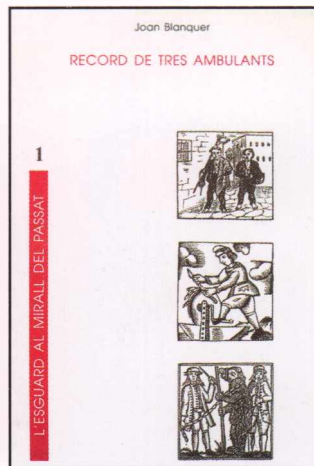 Joan Blanquer
RECORD DE TRES AMBULANTS
1
L'ESGUARD AL MIRALL DEL PASSAT